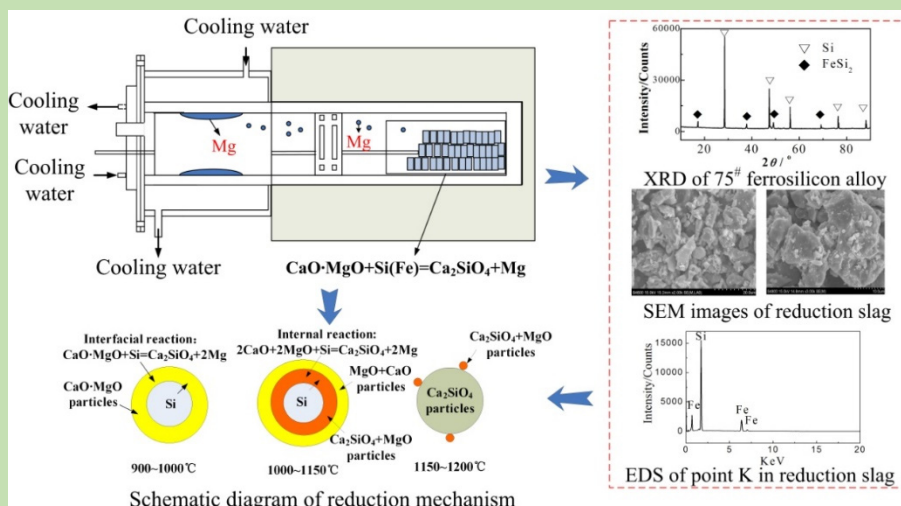 Cooling water
Cooling
water
Cooling
water
Mg
Mg
Cooling water
CaO·MgO+Si(Fe)=Ca₂SiO₄+Mg
Interfacial reaction:
CaO·MgO+Si=Ca₂SiO₄+2Mg
CaO·MgO
particles
Si
900~1000℃
Internal reaction:
2CaO+2MgO+Si=Ca₂SiO₄+2Mg
MgO+CaO
particles
Si
Ca₂SiO₄+MgO
particles
1000~1150℃
Ca₂SiO₄+MgO
particles
Ca₂SiO₄
particles
1150~1200℃
Schematic diagram of reduction mechanism
Intensity/Counts
60000
30000
0
Si
FeSi₂
20 40 60 80
2θ/°
XRD of 75# ferrosilicon alloy
SEM images of reduction slag
Intensity/Counts
15000
10000
5000
0
Si
Fe
Fe
Fe
0 5 10 15 20
KeV
EDS of point K in reduction slag